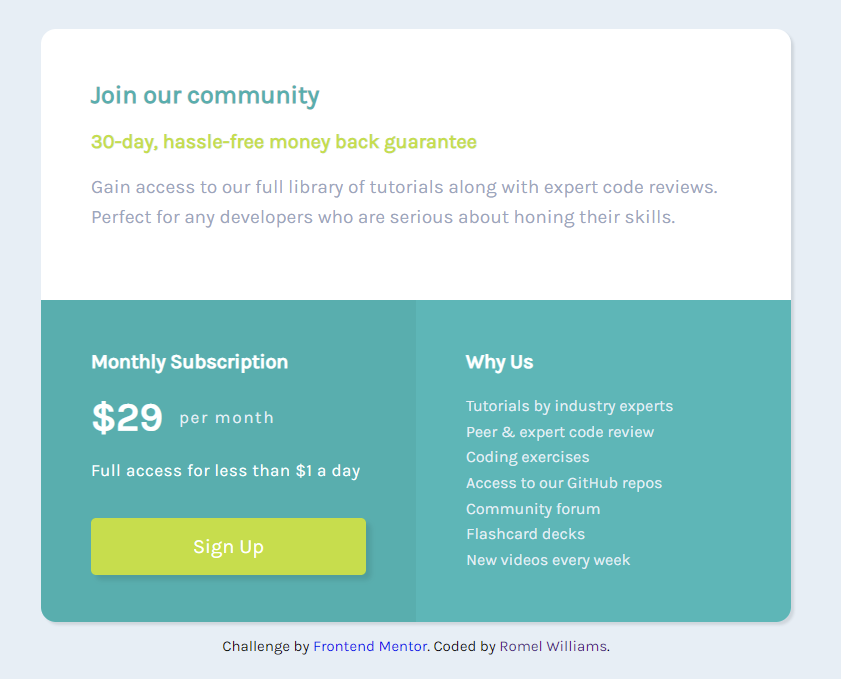 Join our community
30-day, hassle-free money back guarantee
Gain access to our full library of tutorials along with expert code reviews.
Perfect for any developers who are serious about honing their skills.
Monthly Subscription
$29 per month
Full access for less than $1 a day
Sign Up
Why Us
Tutorials by industry experts
Peer & expert code review
Coding exercises
Access to our GitHub repos
Community forum
Flashcard decks
New videos every week
Challenge by Frontend Mentor. Coded by Romel Williams.